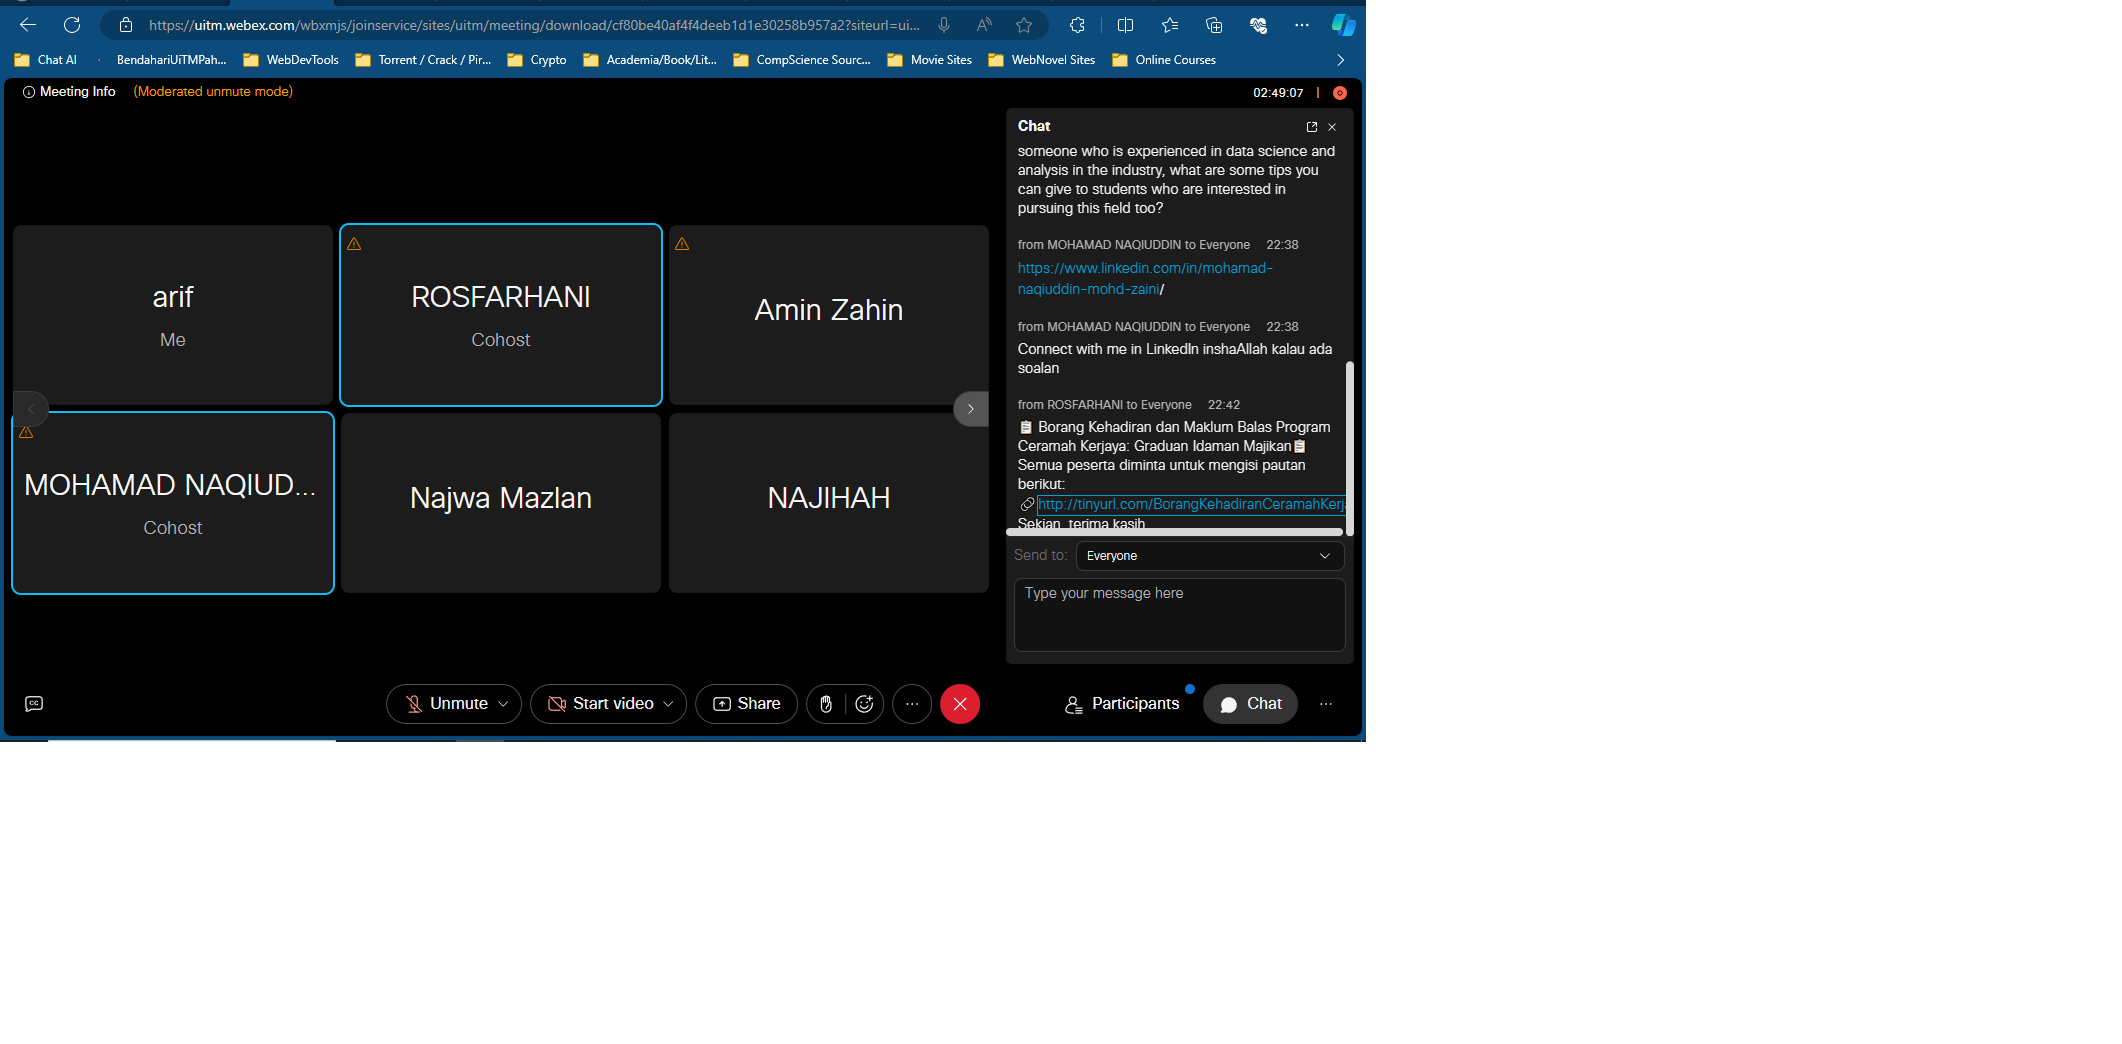 https://uitm.webex.com/wbxmjs/joinservice/sites/uitm/meeting/download/cf80be40af4f4deeb1d1e30258b957a2?siteurl=ui...
Chat AI
BendahariUiTMPah...
WebDevTools
Torrent / Crack / Pir...
Crypto
Academia/Book/Lit...
CompScience Sourc...
Movie Sites
WebNovel Sites
Online Courses
Meeting Info
(Moderated unmute mode)
02:49:07
arif
Me
ROSFARHANI
Cohost
Amin Zahin
MOHAMAD NAQIUD...
Cohost
Najwa Mazlan
NAJIHAH
Chat
someone who is experienced in data science and
analysis in the industry, what are some tips you
can give to students who are interested in
pursuing this field too?
from MOHAMAD NAQIUDDIN to Everyone 22:38
https://www.linkedin.com/in/mohamad-
naqiuddin-mohd-zaini/
from MOHAMAD NAQIUDDIN to Everyone 22:38
Connect with me in LinkedIn inshaAllah kalau ada
soalan
from ROSFARHANI to Everyone 22:42
📋 Borang Kehadiran dan Maklum Balas Program
Ceramah Kerjaya: Graduan Idaman Majikan📋
Semua peserta diminta untuk mengisi pautan
berikut:
🔗http://tinyurl.com/BorangKehadiranCeramahKerj
Sekian, terima kasih
Send to: Everyone
Type your message here
CC
Unmute
Start video
Share
Participants
Chat